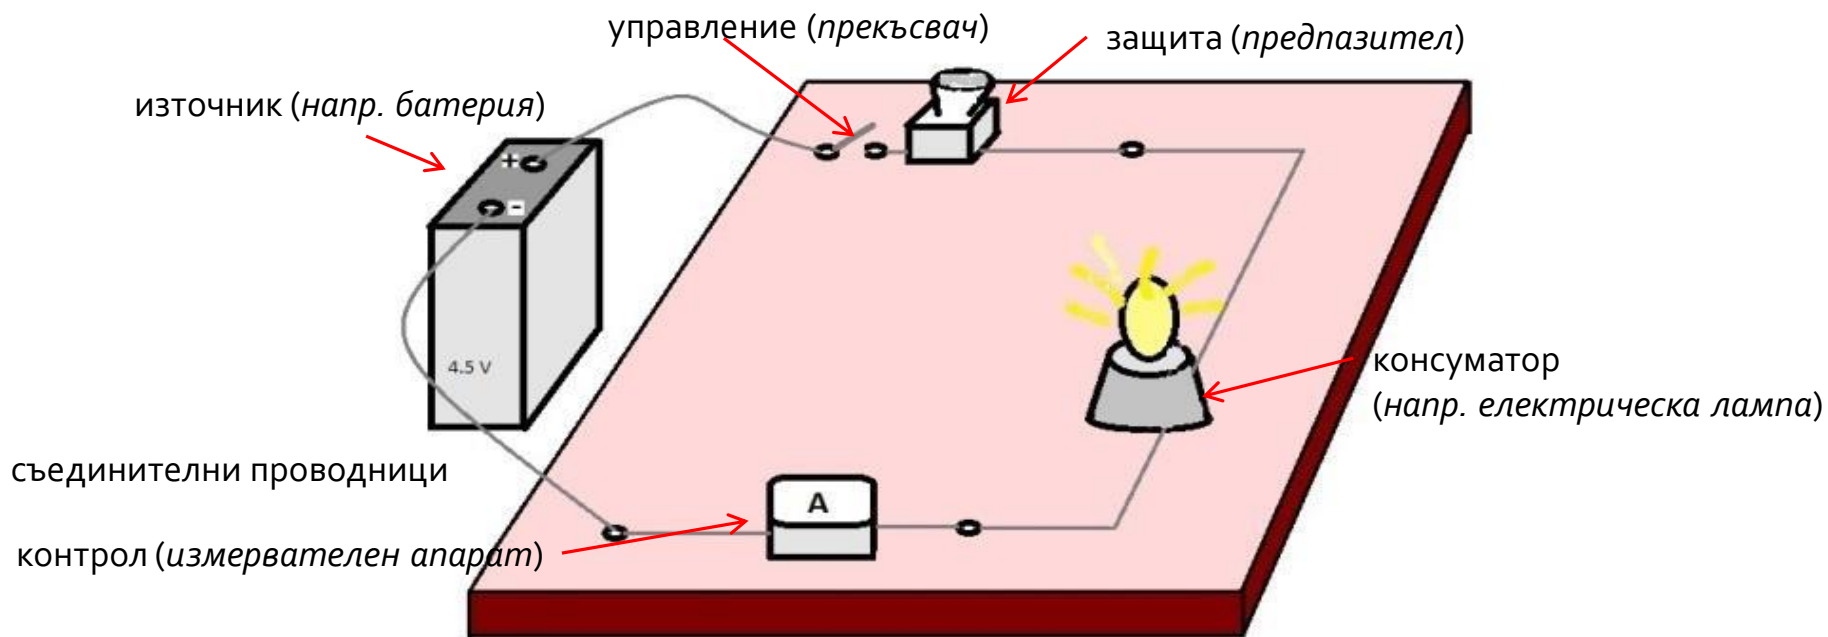 управление (прекъсвач)
защита (предпазител)
източник (напр. батерия)
+
-
4.5 V
консуматор
(напр. електрическа лампа)
съединителни проводници
A
контрол (измервателен апарат)